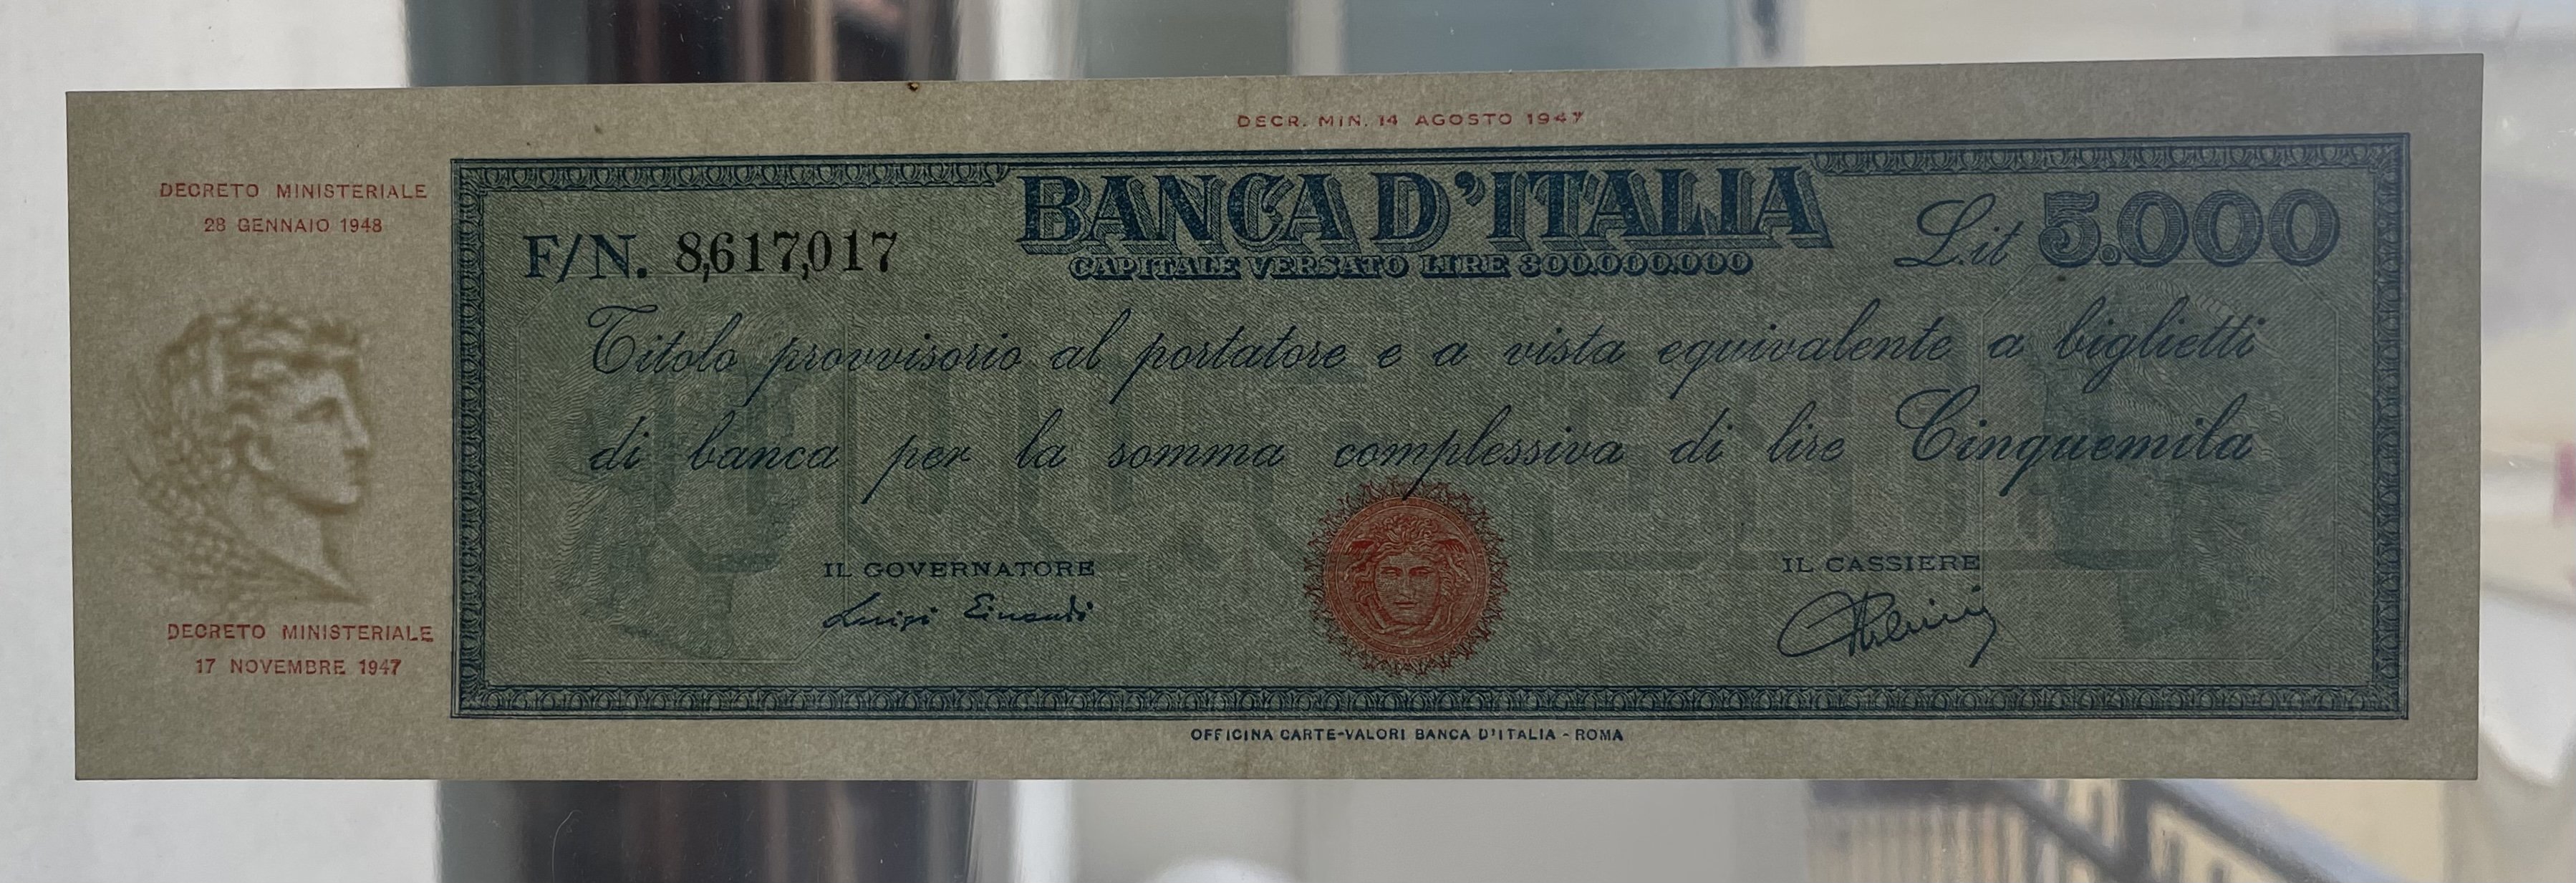 DECR. MIN. 14 AGOSTO 1947
DECRETO MINISTERIALE
28 GENNAIO 1948
BANCA D'ITALIA
CAPITALE VERSATO LIRE 300.000.000
F/N. 8,617,017
Lit 5.000
Titolo provvisorio al portatore e a vista equivalente a biglietti
di banca per la somma complessiva di lire Cinquemila
IL GOVERNATORE
Luigi Einaudi
IL CASSIERE
DECRETO MINISTERIALE
17 NOVEMBRE 1947
OFFICINA CARTE-VALORI BANCA D'ITALIA - ROMA